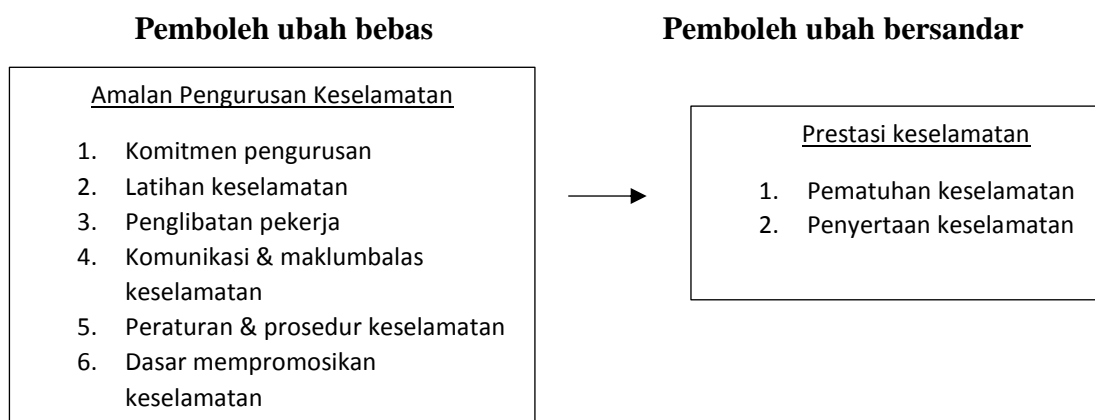 Pemboleh ubah bebas
Pemboleh ubah bersandar
Amalan Pengurusan Keselamatan
1. Komitmen pengurusan
2. Latihan keselamatan
3. Penglibatan pekerja
4. Komunikasi & maklumbalas
keselamatan
5. Peraturan & prosedur keselamatan
6. Dasar mempromosikan
keselamatan
Prestasi keselamatan
1. Pematuhan keselamatan
2. Penyertaan keselamatan